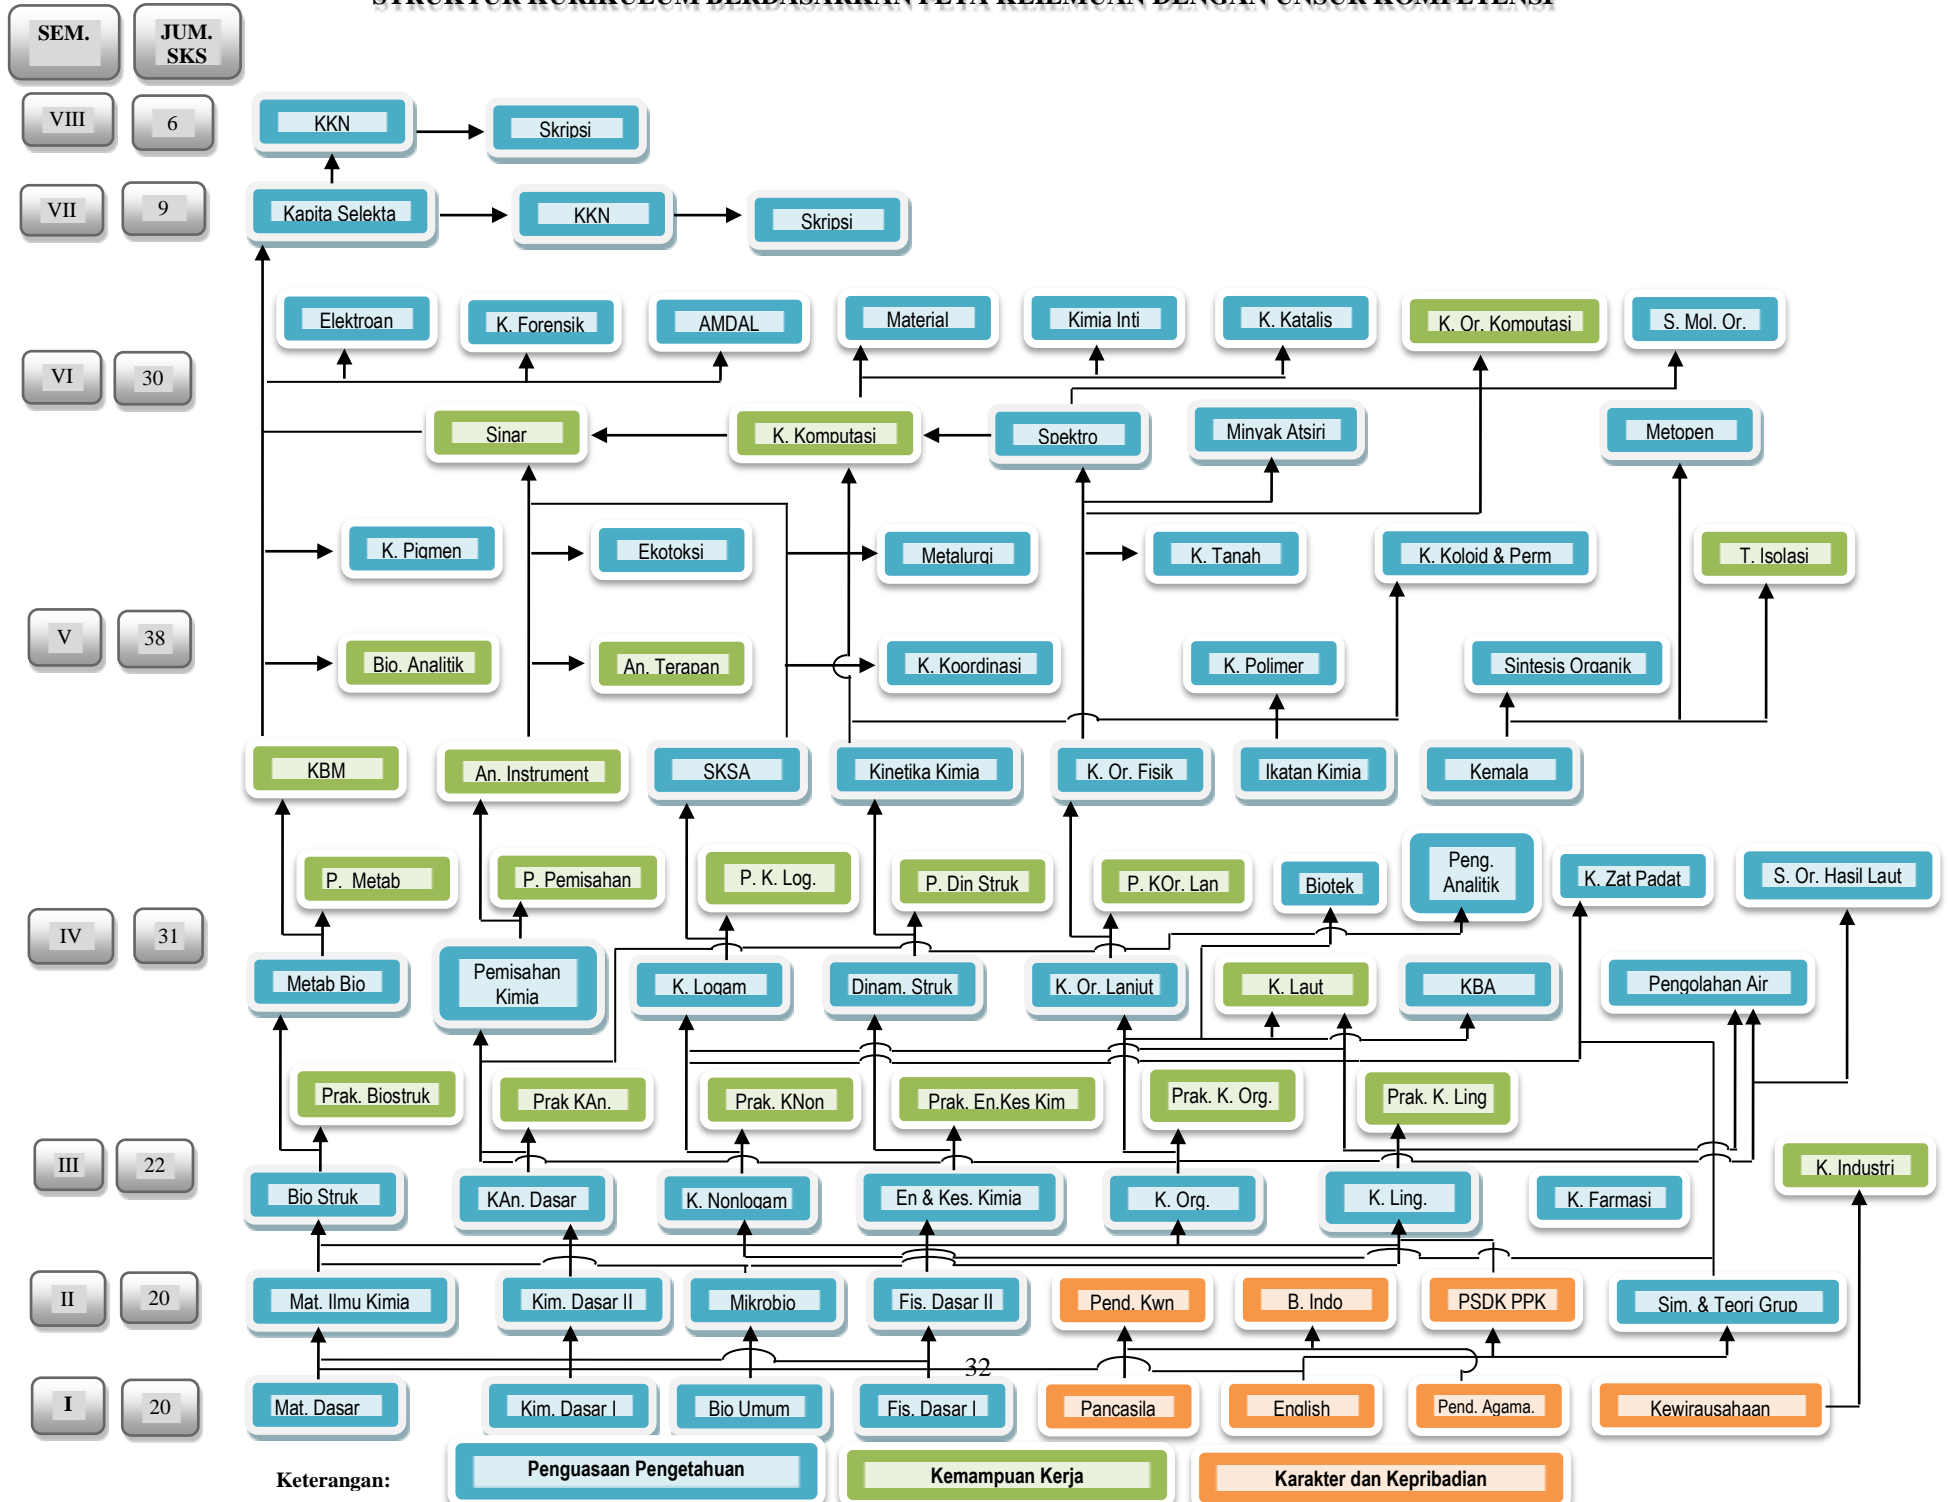 STRUKTUR KURIKULUM BERDASARKAN PETA KEILMUAN DENGAN UNSUR KOMPETENSI
SEM.
JUM.
SKS
VIII
6
KKN
Skripsi
VII
9
Kapita Selekta
KKN
Skripsi
Elektroan
K. Forensik
AMDAL
Material
Kimia Inti
K. Katalis
K. Or. Komputasi
S. Mol. Or.
VI
30
Sinar
K. Komputasi
Spektro
Minyak Atsiri
Metopen
K. Pigmen
Ekotoksi
Metalurgi
K. Tanah
K. Koloid & Perm
T. Isolasi
V
38
Bio. Analitik
An. Terapan
K. Koordinasi
K. Polimer
Sintesis Organik
KBM
An. Instrument
SKSA
Kinetika Kimia
K. Or. Fisik
Ikatan Kimia
Kemala
P. Metab
P. Pemisahan
P. K. Log.
P. Din Struk
P. KOr. Lan
Biotek
Peng.
Analitik
K. Zat Padat
S. Or. Hasil Laut
IV
31
Metab Bio
Pemisahan
Kimia
K. Logam
Dinam. Struk
K. Or. Lanjut
K. Laut
KBA
Pengolahan Air
Prak. Biostruk
Prak KAn.
Prak. KNon
Prak. En.Kes Kim
Prak. K. Org.
Prak. K. Ling
III
22
K. Industri
Bio Struk
KAn. Dasar
K. Nonlogam
En & Kes. Kimia
K. Org.
K. Ling.
K. Farmasi
II
20
Mat. Ilmu Kimia
Kim. Dasar II
Mikrobio
Fis. Dasar II
Pend. Kwn
B. Indo
PSDK PPK
Sim. & Teori Grup
32
I
20
Mat. Dasar
Kim. Dasar I
Bio Umum
Fis. Dasar I
Pancasila
English
Pend. Agama.
Kewirausahaan
Keterangan:
Penguasaan Pengetahuan
Kemampuan Kerja
Karakter dan Kepribadian